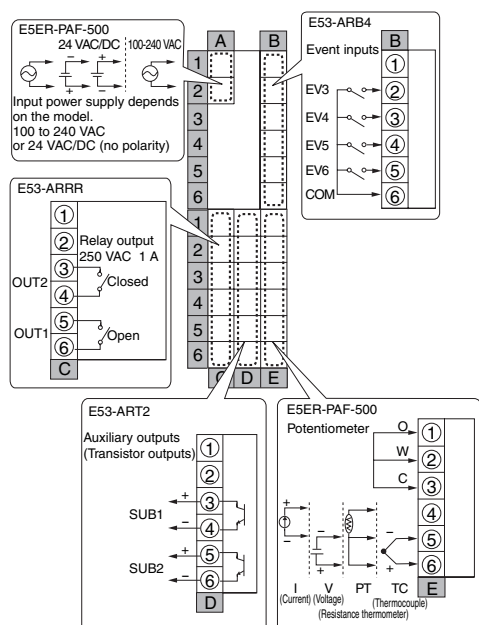 E5ER-PAF-500
24 VAC/DC 100-240 VAC
− + + −
Input power supply depends
on the model.
100 to 240 VAC
or 24 VAC/DC (no polarity)
A B
1
2
3
4
5
6
1
2
3
4
5
6
C D E
E53-ARB4
Event inputs
B
1
EV3 2
EV4 3
EV5 4
EV6 5
COM 6
E53-ARRR
1
2
Relay output
250 VAC 1 A
3
OUT2 Closed
4
5
OUT1 Open
6
C
E53-ART2
Auxiliary outputs
(Transistor outputs)
1
2
+ 3
SUB1
− 4
+ 5
SUB2
− 6
D
E5ER-PAF-500
Potentiometer
O 1
W 2
C 3
4
5
6
E
+ − − + − +
I V PT TC
(Current) (Voltage) (Thermocouple)
(Resistance thermometer)